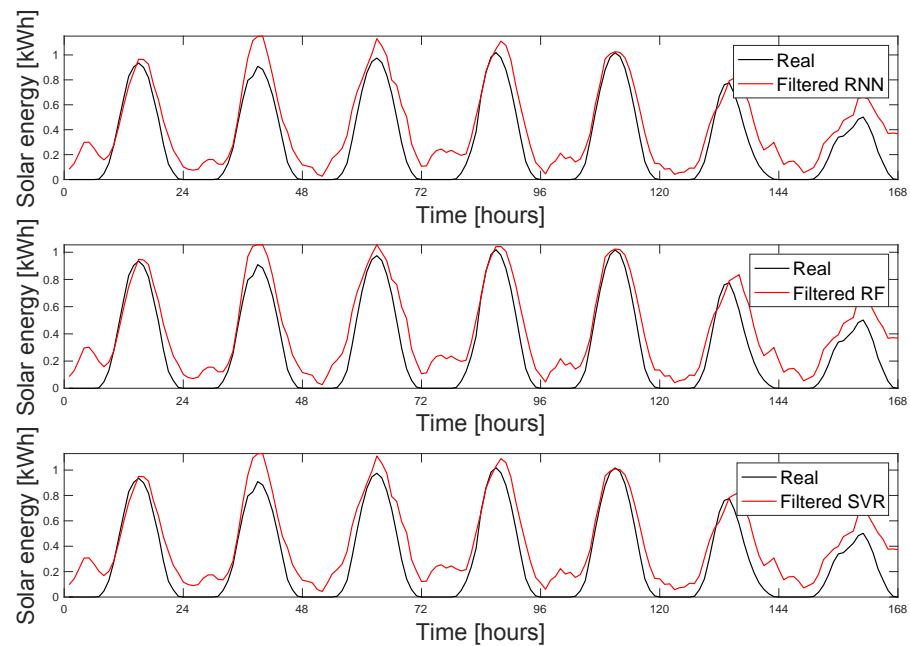 Solar energy [kWh]
1
0.8
0.6
0.4
0.2
0
0 24 48 72 96 120 144 168
Time [hours]
Real
Filtered RNN
Solar energy [kWh]
1
0.8
0.6
0.4
0.2
0
0 24 48 72 96 120 144 168
Time [hours]
Real
Filtered RF
Solar energy [kWh]
1
0.8
0.6
0.4
0.2
0
0 24 48 72 96 120 144 168
Time [hours]
Real
Filtered SVR